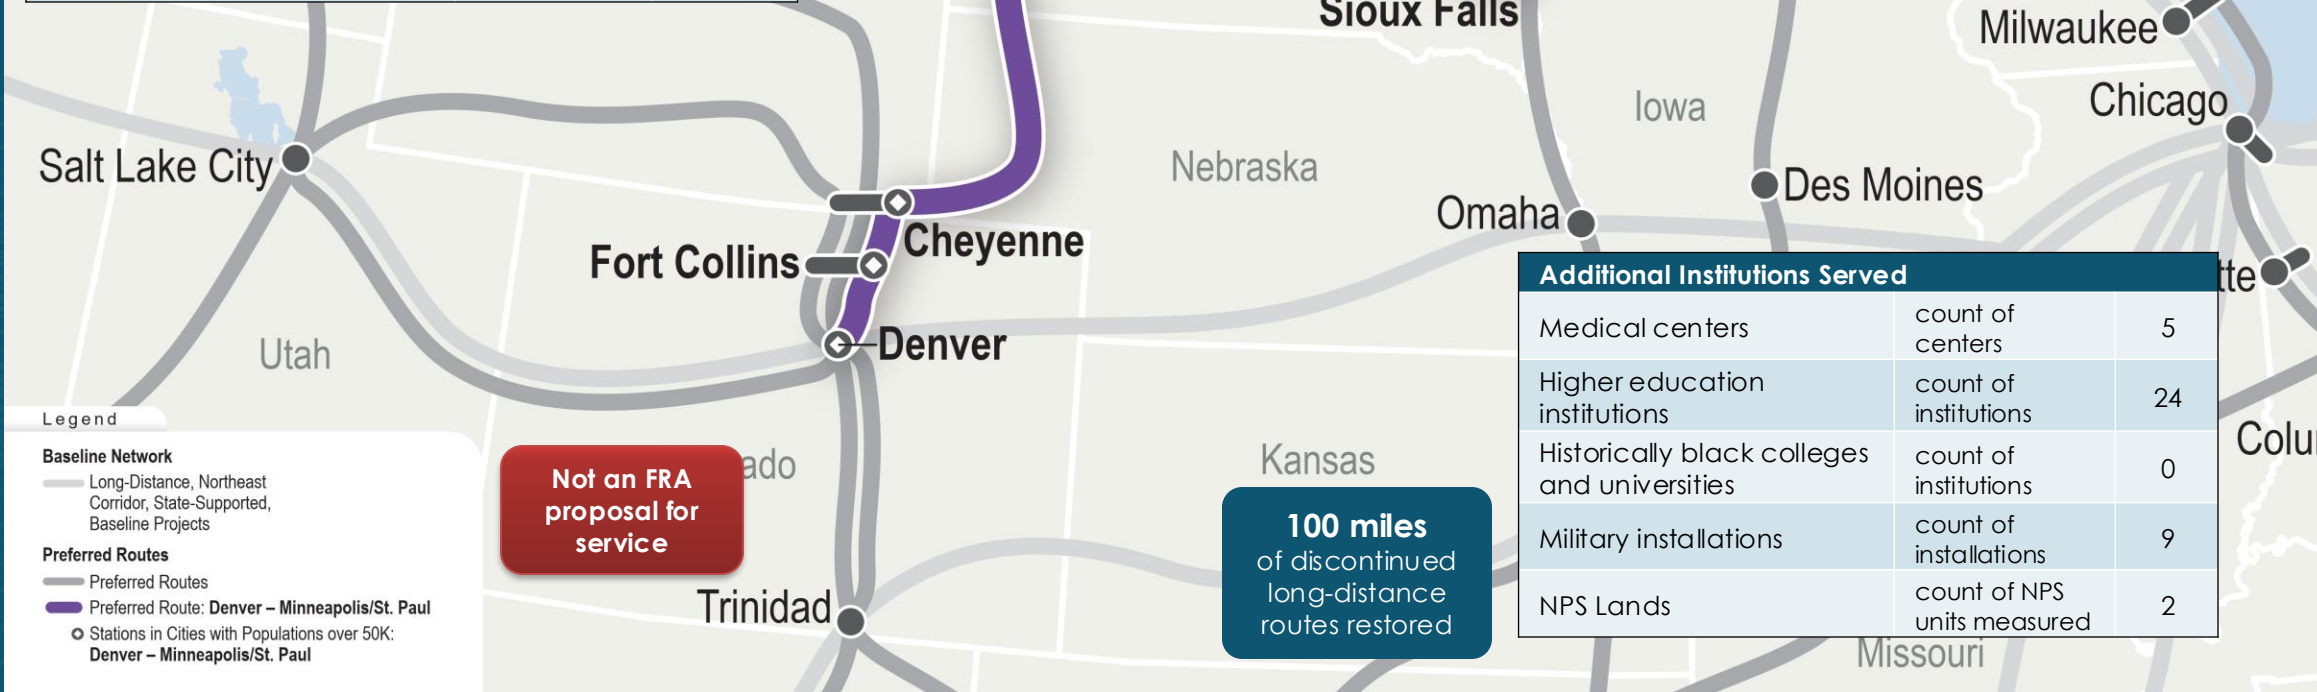 Sioux Falls
Milwaukee
Chicago
Iowa
Salt Lake City
Nebraska
Des Moines
Omaha
Cheyenne
Fort Collins
Denver
Utah
tte
Additional Institutions Served
Medical centers
count of
centers
5
Higher education
institutions
count of
institutions
24
Historically black colleges
and universities
count of
institutions
0
Military installations
count of
installations
9
NPS Lands
count of NPS
units measured
2
Colu
Legend
Baseline Network
Long-Distance, Northeast
Corridor, State-Supported,
Baseline Projects
Preferred Routes
Preferred Routes
Preferred Route: Denver – Minneapolis/St. Paul
Stations in Cities with Populations over 50K:
Denver – Minneapolis/St. Paul
Not an FRA
proposal for
service
ado
Kansas
100 miles
of discontinued
long-distance
routes restored
Trinidad
Missouri